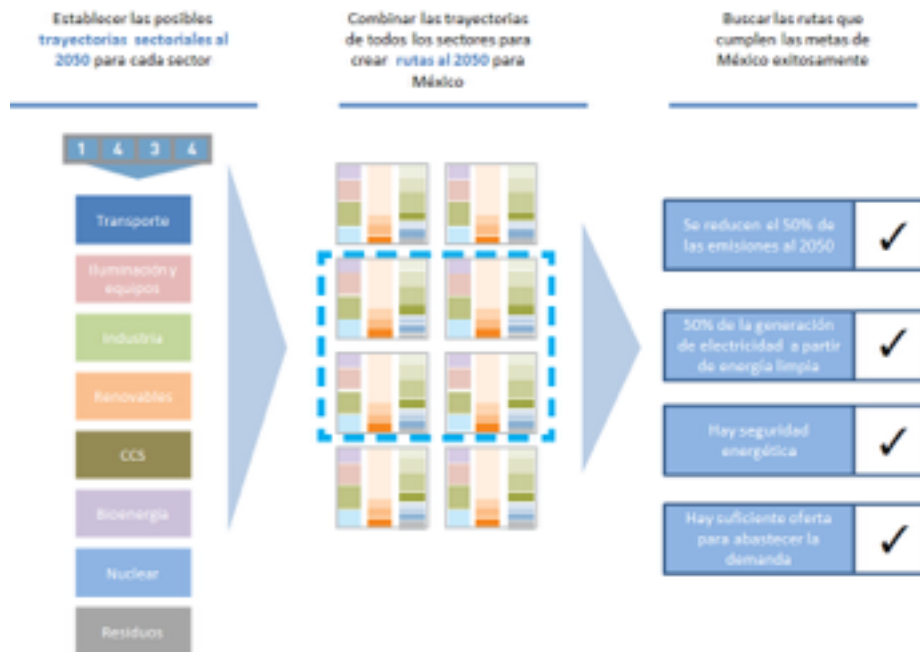 Establecer las posibles
trayectorias sectoriales al
2050 para cada sector
Combinar las trayectorias
de todos los sectores para
crear rutas al 2050 para
México
Buscar las rutas que
cumplen las metas de
México exitosamente
1 4 3 4
Transporte
Iluminación y
equipos
Industria
Renovables
CCS
Bioenergía
Nuclear
Residuos
Se reducen el 50% de
las emisiones al 2050
50% de la generación
de electricidad a partir
de energía limpia
Hay seguridad
energética
Hay suficiente oferta
para abastecer la
demanda